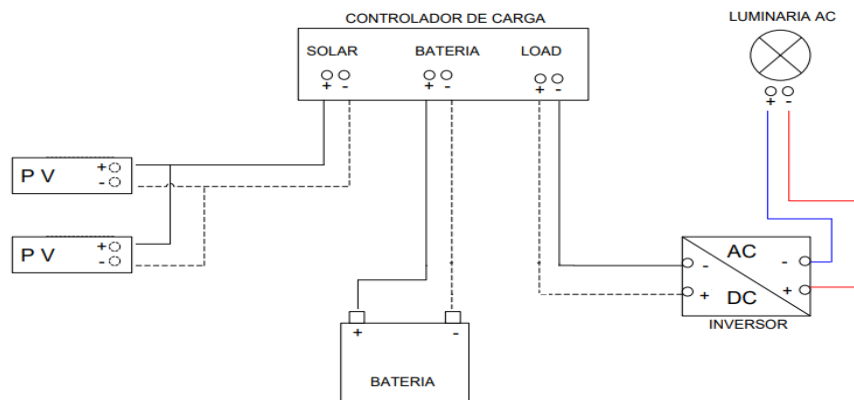 CONTROLADOR DE CARGA
LUMINARIA AC
SOLAR BATERIA LOAD
+ - + - + -
+ -
P V + -
P V + -
AC - -
DC + +
INVERSOR
+ -
BATERIA